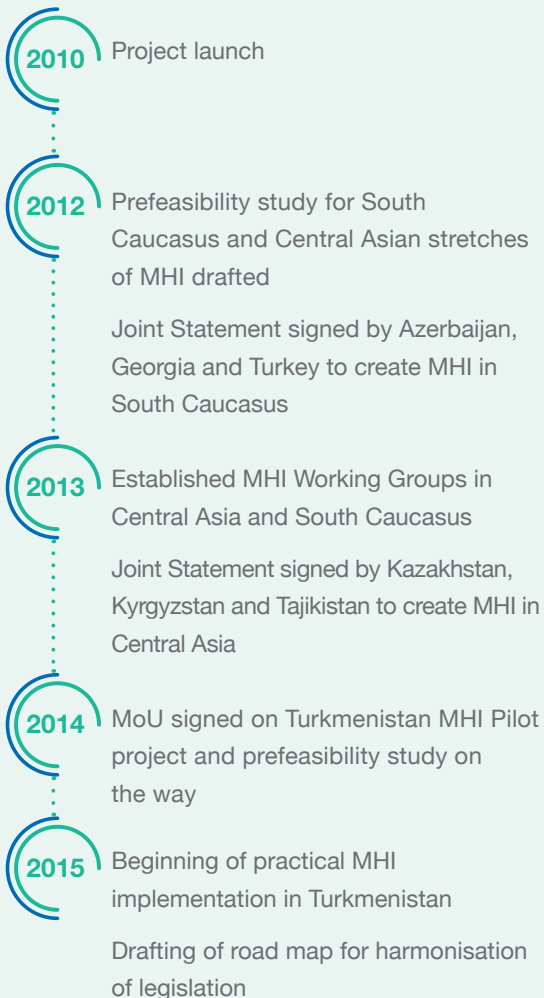 2010
Project launch
2012
Prefeasibility study for South
Caucasus and Central Asian stretches
of MHI drafted
Joint Statement signed by Azerbaijan,
Georgia and Turkey to create MHI in
South Caucasus
2013
Established MHI Working Groups in
Central Asia and South Caucasus
Joint Statement signed by Kazakhstan,
Kyrgyzstan and Tajikistan to create MHI in
Central Asia
2014
MoU signed on Turkmenistan MHI Pilot
project and prefeasibility study on
the way
2015
Beginning of practical MHI
implementation in Turkmenistan
Drafting of road map for harmonisation
of legislation